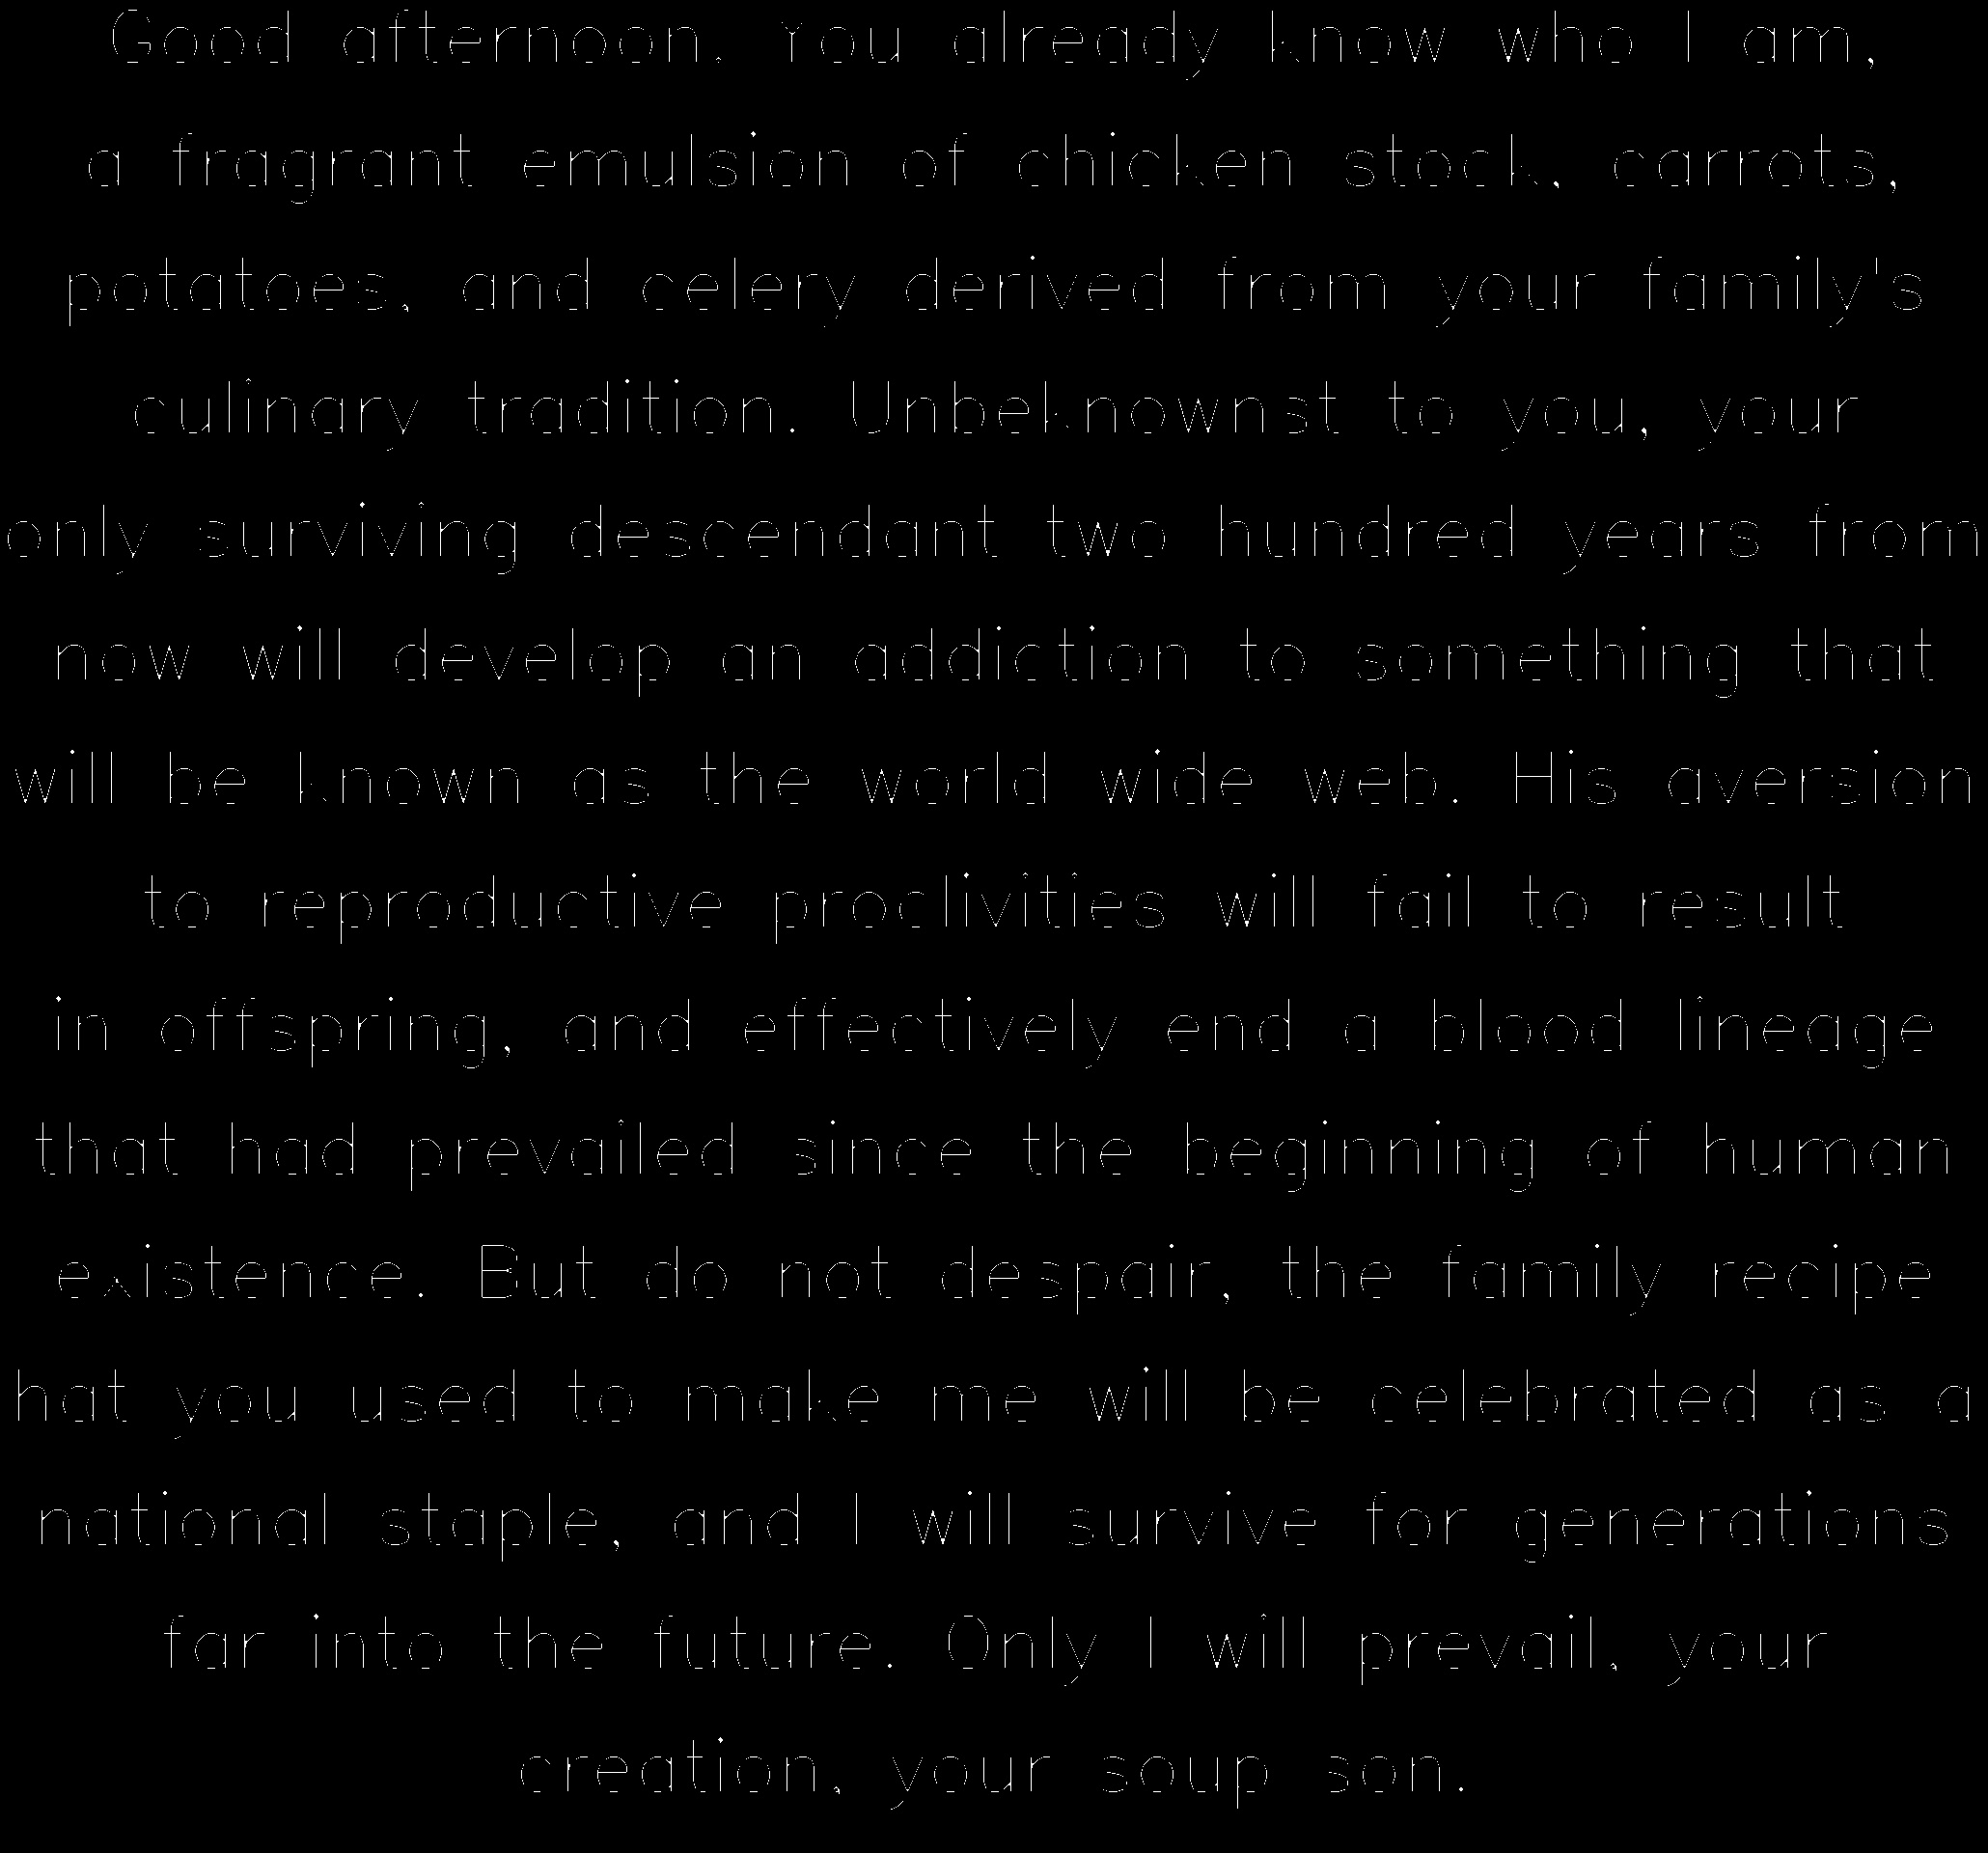 Good afternoon. You already know who I am,
a fragrant emulsion of chicken stock, carrots,
potatoes, and celery derived from your family's
culinary tradition. Unbeknownst to you, your
only surviving descendant two hundred years from
now will develop an addiction to something that
will be known as the world wide web. His aversion
to reproductive proclivities will fail to result
in offspring, and effectively end a blood lineage
that had prevailed since the beginning of human
existence. But do not despair, the family recipe
hat you used to make me will be celebrated as a
national staple, and I will survive for generations
far into the future. Only I will prevail, your
creation, your soup son.